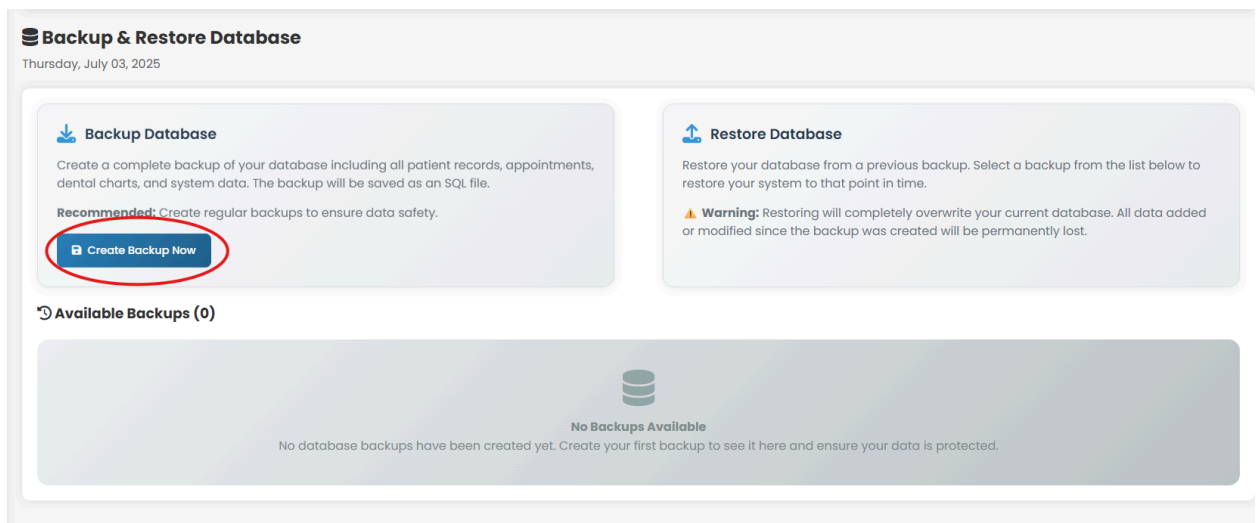 Backup & Restore Database
Thursday, July 03, 2025
Backup Database
Create a complete backup of your database including all patient records, appointments,
dental charts, and system data. The backup will be saved as an SQL file.
Recommended: Create regular backups to ensure data safety.
Create Backup Now
Restore Database
Restore your database from a previous backup. Select a backup from the list below to
restore your system to that point in time.
Warning: Restoring will completely overwrite your current database. All data added
or modified since the backup was created will be permanently lost.
Available Backups (0)
No Backups Available
No database backups have been created yet. Create your first backup to see it here and ensure your data is protected.